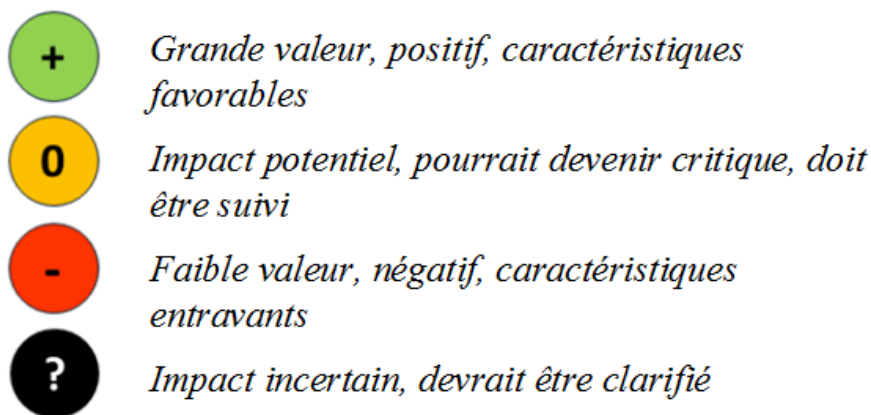 +
Grande valeur, positif, caractéristiques
favorables
0
Impact potentiel, pourrait devenir critique, doit
être suivi
-
Faible valeur, négatif, caractéristiques
entravants
?
Impact incertain, devrait être clarifié